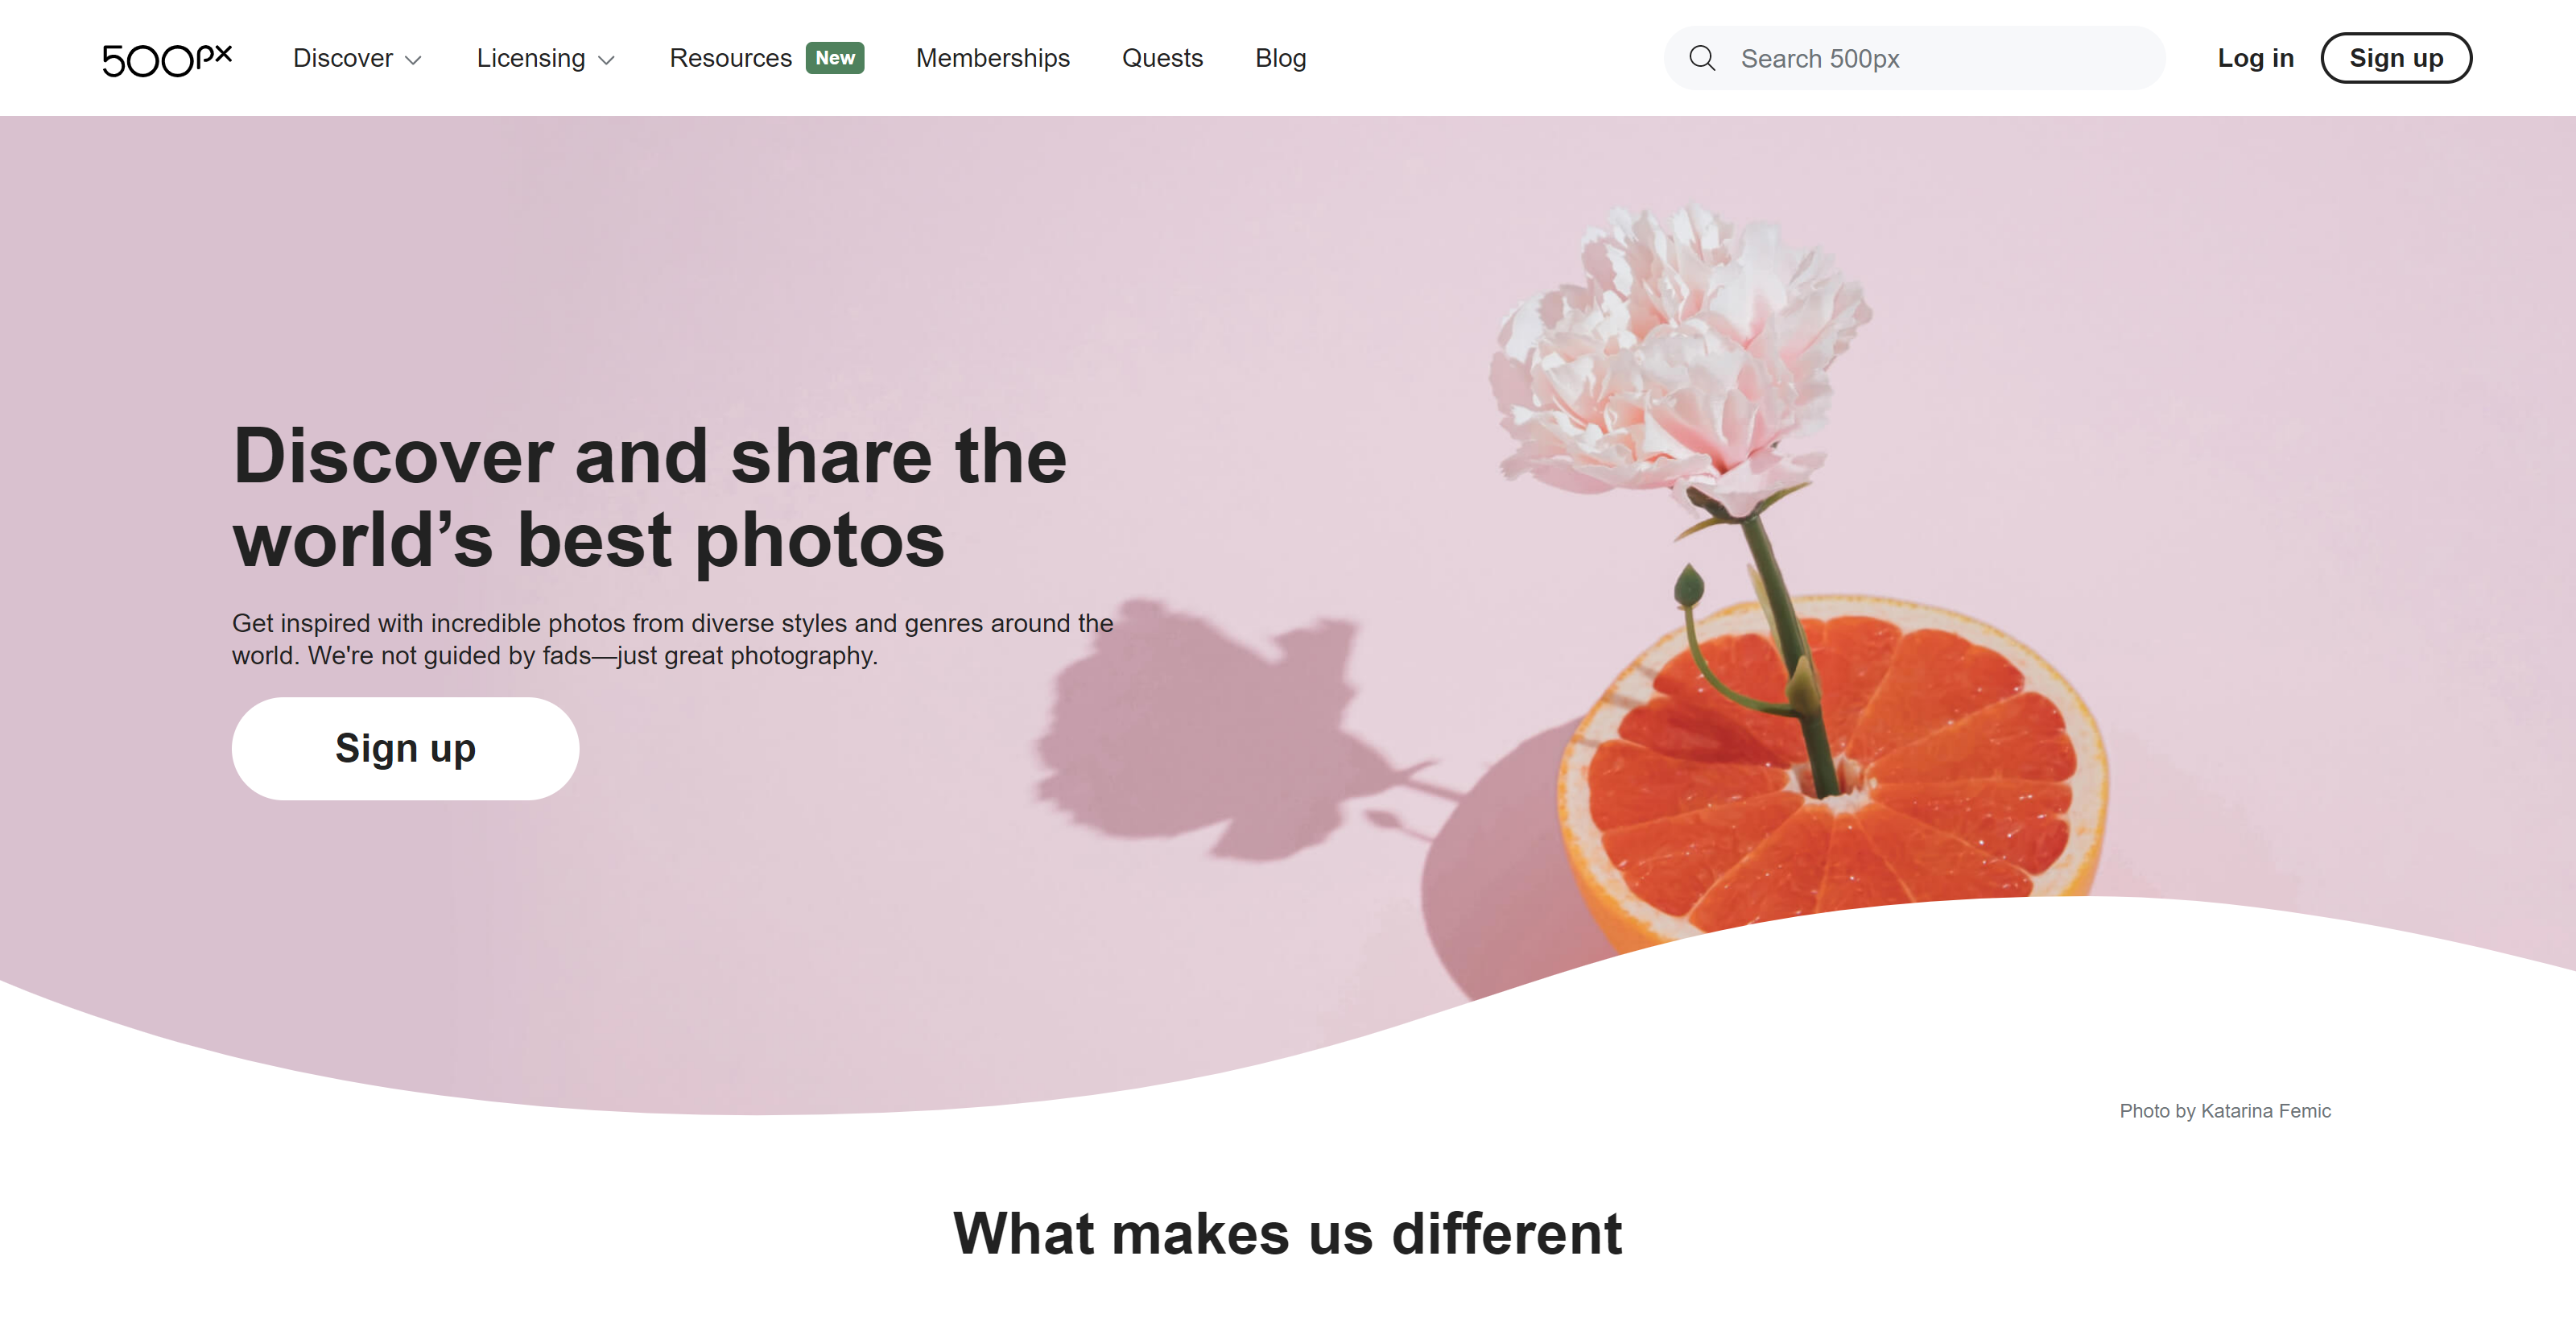 500px Discover Licensing Resources New Memberships Quests Blog Search 500px Log in Sign up
Discover and share the
world’s best photos
Get inspired with incredible photos from diverse styles and genres around the
world. We're not guided by fads—just great photography.
Sign up
Photo by Katarina Femic
What makes us different